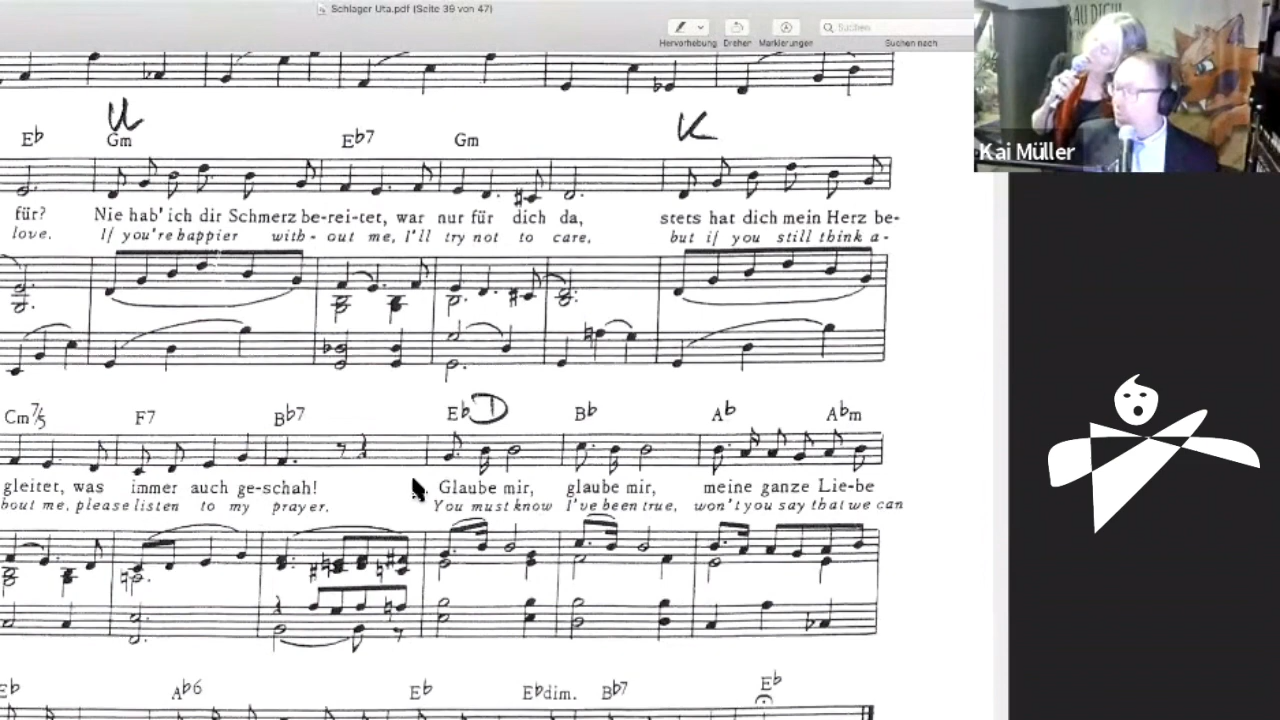 Schlager Uta.pdf (Seite 39 von 47)
Hervorhebung Drehen Markierungen Suchen
Suchen nach
AU DICH!
Kai Müller
U K
Eb Gm Eb7 Gm
für? Nie hab' ich dir Schmerz be-rei-tet, war nur für dich da, stets hat dich mein Herz be-
love. If you're happier with - out me, I'll try not to care, but if you still think a-
Cm7/5 F7 Bb7 Eb D Bb Ab Abm
gleitet, was immer auch ge-schah! Glaube mir, glaube mir, meine ganze Lie-be
bout me, please listen to my prayer. You must know I've been true, won't you say that we can
Eb Ab6 Eb Ebdim. Bb7 Eb